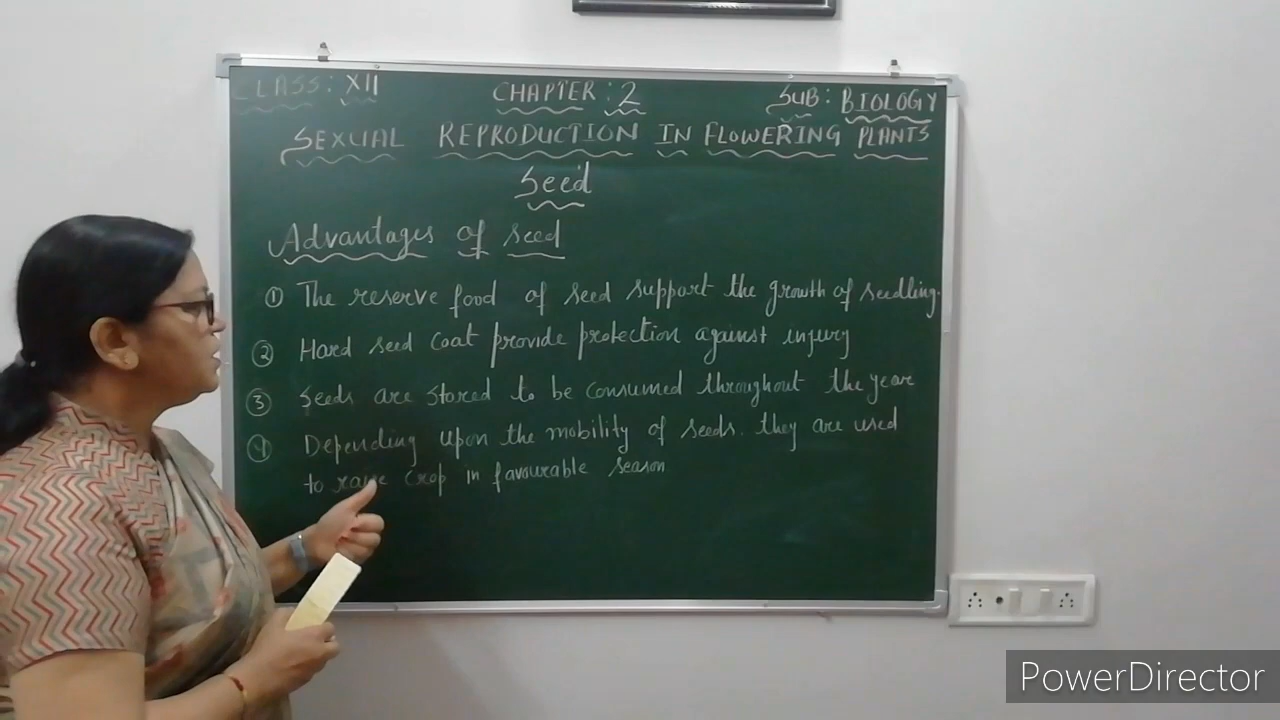 CLASS: XII CHAPTER: 2 SUB: BIOLOGY
SEXUAL REPRODUCTION IN FLOWERING PLANTS
Seed
Advantages of seed
① The reserve food of seed support the growth of seedling.
② Hard seed coat provide protection against injury
③ Seeds are stored to be consumed throughout the year
④ Depending upon the mobility of seeds. they are used
to raise crop in favourable season
PowerDirector